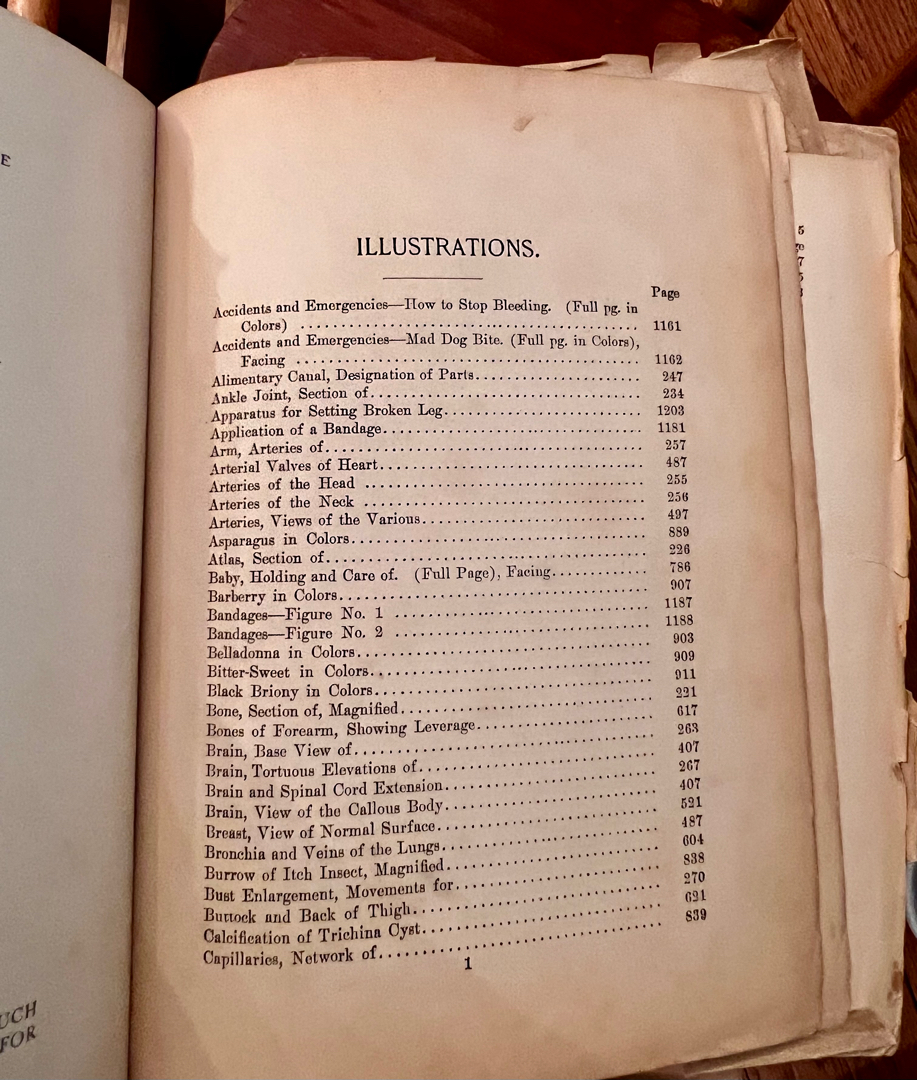 E
UCH
FOR
ILLUSTRATIONS.
Page
Accidents and Emergencies—How to Stop Bleeding. (Full pg. in
Colors) ........................................ 1161
Accidents and Emergencies—Mad Dog Bite. (Full pg. in Colors),
Facing ........................................ 1162
Alimentary Canal, Designation of Parts.................... 247
Ankle Joint, Section of.................................. 234
Apparatus for Setting Broken Leg........................ 1203
Application of a Bandage................................ 1181
Arm, Arteries of........................................ 257
Arterial Valves of Heart................................ 487
Arteries of the Head .................................... 255
Arteries of the Neck .................................... 256
Arteries, Views of the Various........................... 497
Asparagus in Colors..................................... 889
Atlas, Section of........................................ 226
Baby, Holding and Care of. (Full Page), Facing............ 786
Barberry in Colors...................................... 907
Bandages—Figure No. 1 ................................. 1187
Bandages—Figure No. 2 ................................. 1188
Belladonna in Colors.................................... 903
Bitter-Sweet in Colors................................... 909
Black Briony in Colors................................... 911
Bone, Section of, Magnified.............................. 221
Bones of Forearm, Showing Leverage...................... 617
Brain, Base View of..................................... 263
Brain, Tortuous Elevations of............................ 407
Brain and Spinal Cord Extension......................... 267
Brain, View of the Callous Body.......................... 407
Breast, View of Normal Surface........................... 521
Bronchia and Veins of the Lungs.......................... 487
Burrow of Itch Insect, Magnified.......................... 604
Bust Enlargement, Movements for......................... 838
Buttock and Back of Thigh............................... 270
Calcification of Trichina Cyst............................. 621
Capillaries, Network of.................................. 839
1
5
7